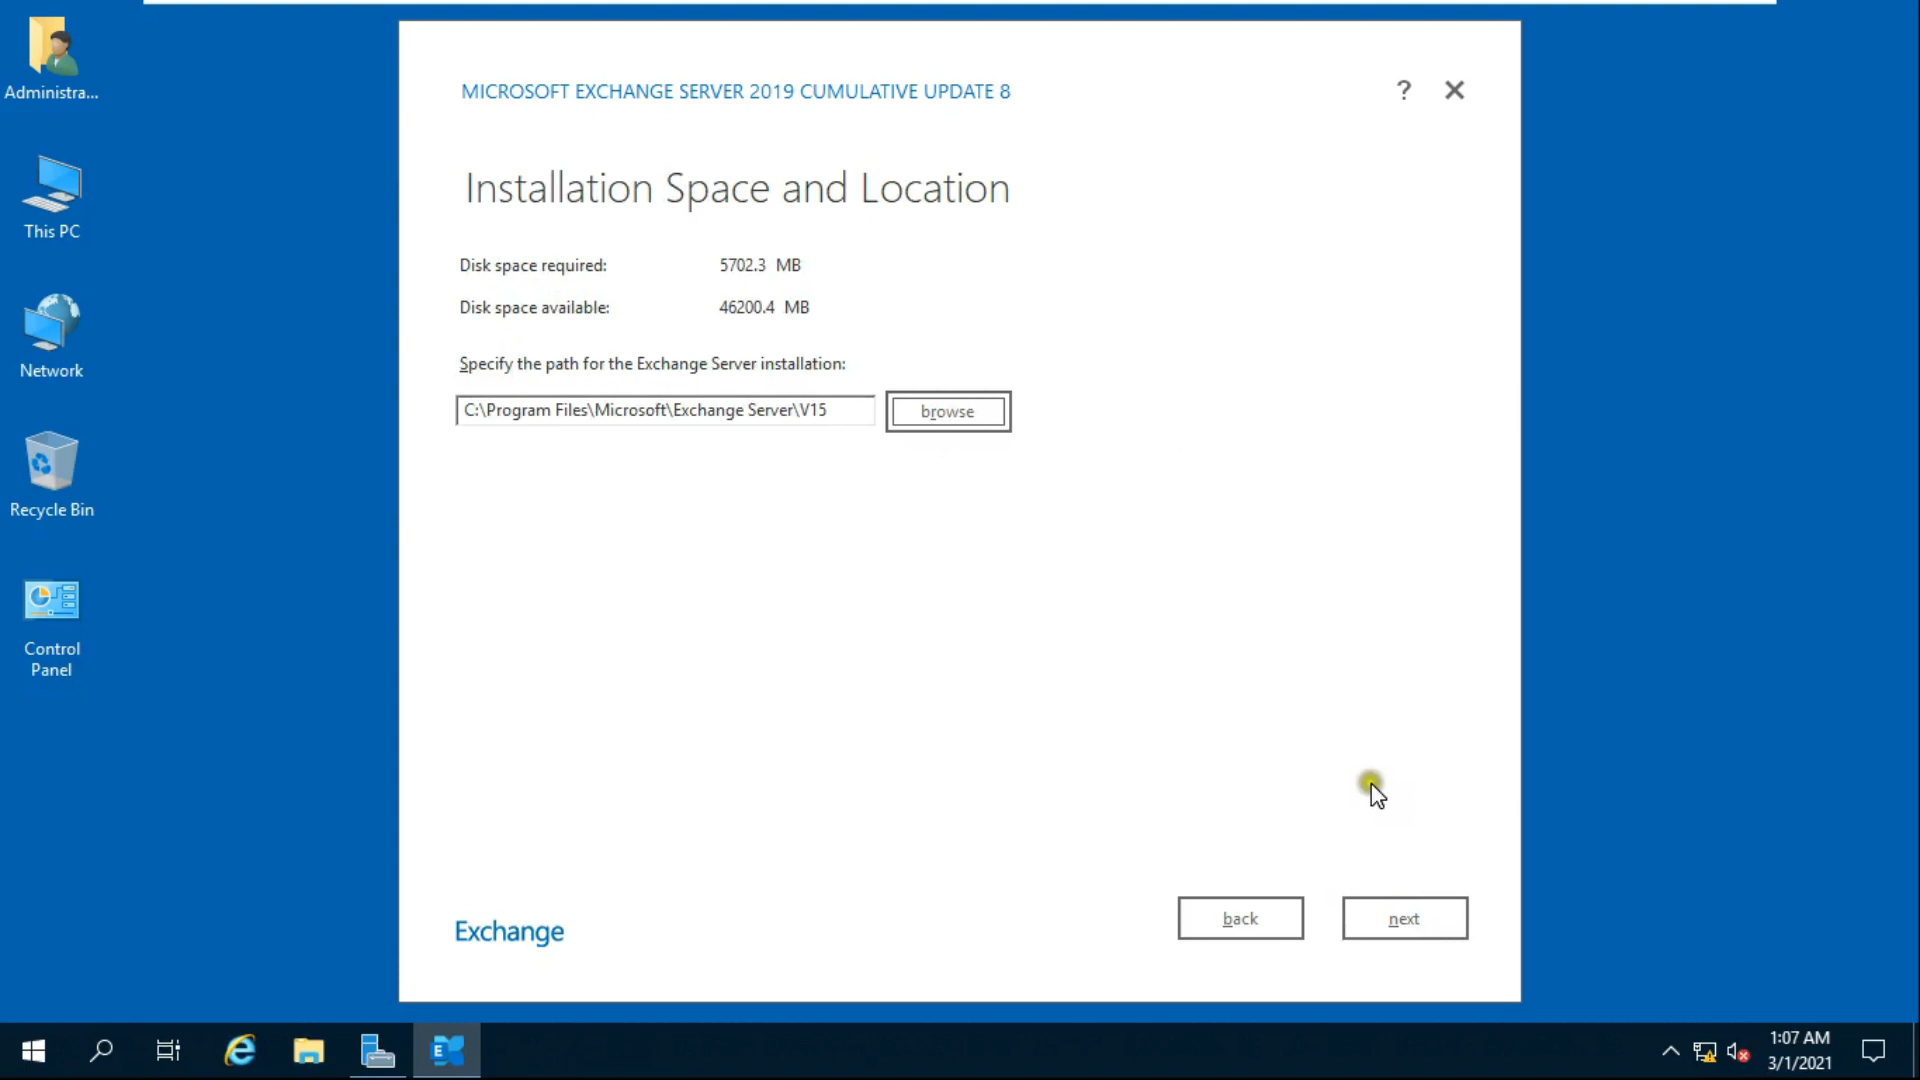 Administra...
This PC
Network
Recycle Bin
Control
Panel
MICROSOFT EXCHANGE SERVER 2019 CUMULATIVE UPDATE 8
?
Installation Space and Location
Disk space required: 5702.3 MB
Disk space available: 46200.4 MB
Specify the path for the Exchange Server installation:
C:\Program Files\Microsoft\Exchange Server\V15
browse
back
next
Exchange
E
1:07 AM
3/1/2021